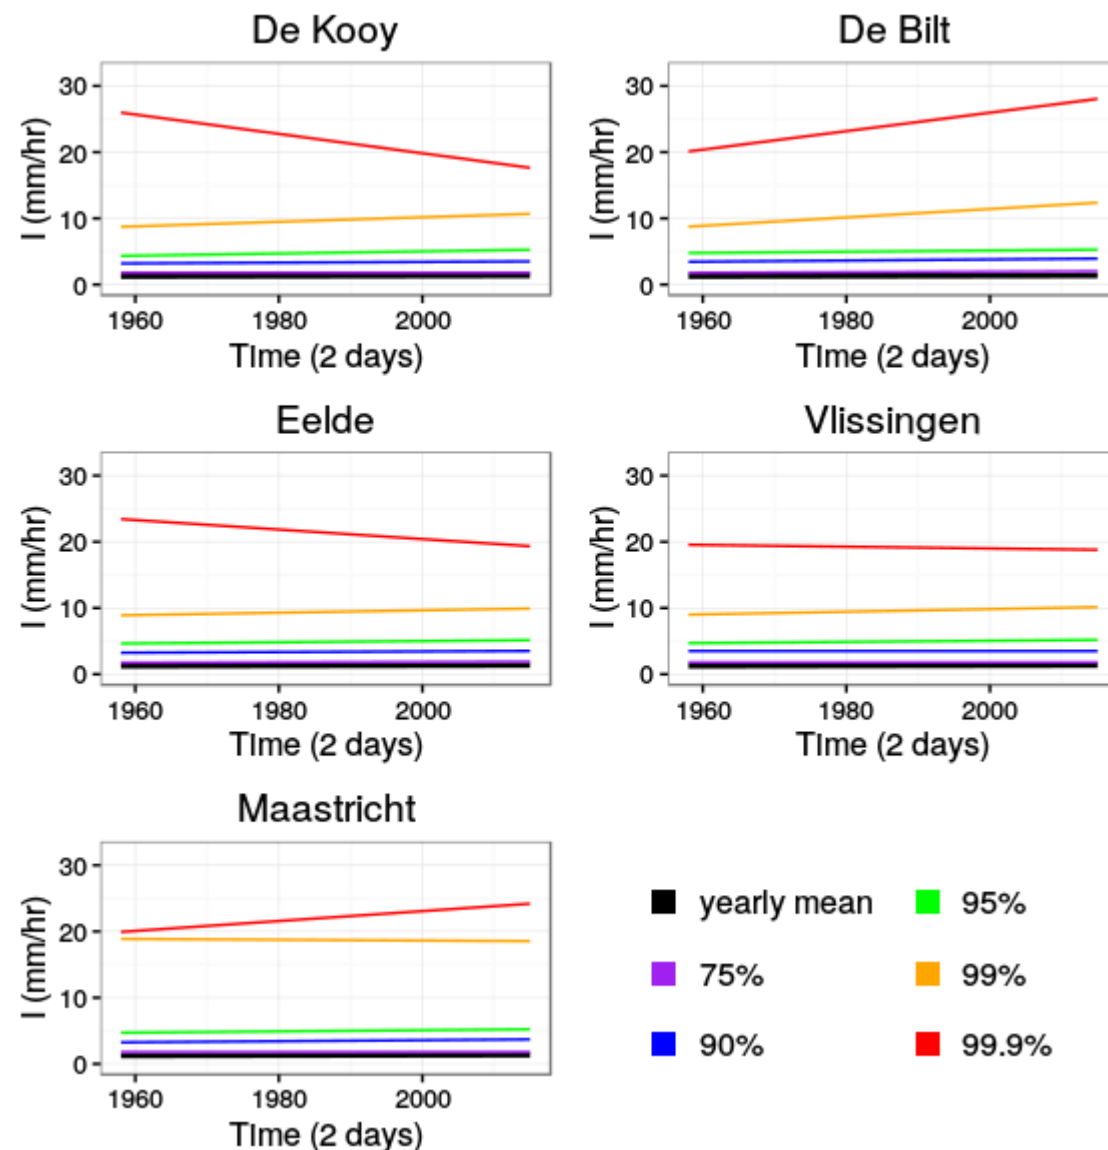 De Kooy
30
20
10
0
I (mm/hr)
1960 1980 2000
Time (2 days)
De Bilt
30
20
10
0
I (mm/hr)
1960 1980 2000
Time (2 days)
Eelde
30
20
10
0
I (mm/hr)
1960 1980 2000
Time (2 days)
Vlissingen
30
20
10
0
I (mm/hr)
1960 1980 2000
Time (2 days)
Maastricht
30
20
10
0
I (mm/hr)
1960 1980 2000
Time (2 days)
yearly mean
75%
90%
95%
99%
99.9%